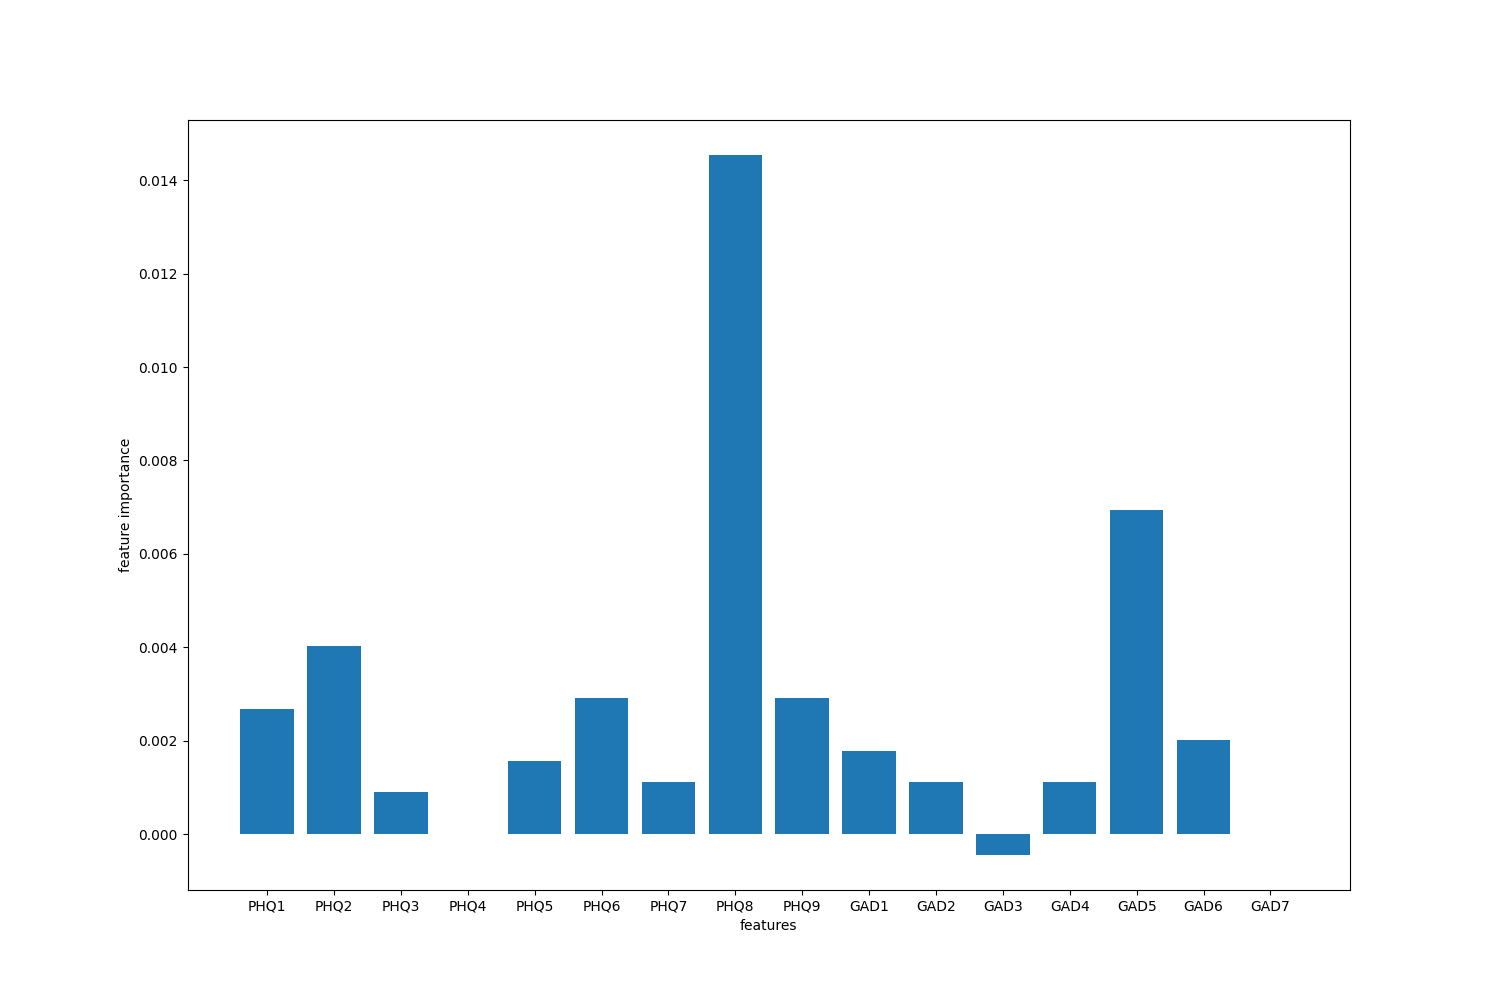 0.014
0.012
0.010
0.008
0.006
0.004
0.002
0.000
feature importance
PHQ1 PHQ2 PHQ3 PHQ4 PHQ5 PHQ6 PHQ7 PHQ8 PHQ9 GAD1 GAD2 GAD3 GAD4 GAD5 GAD6 GAD7
features